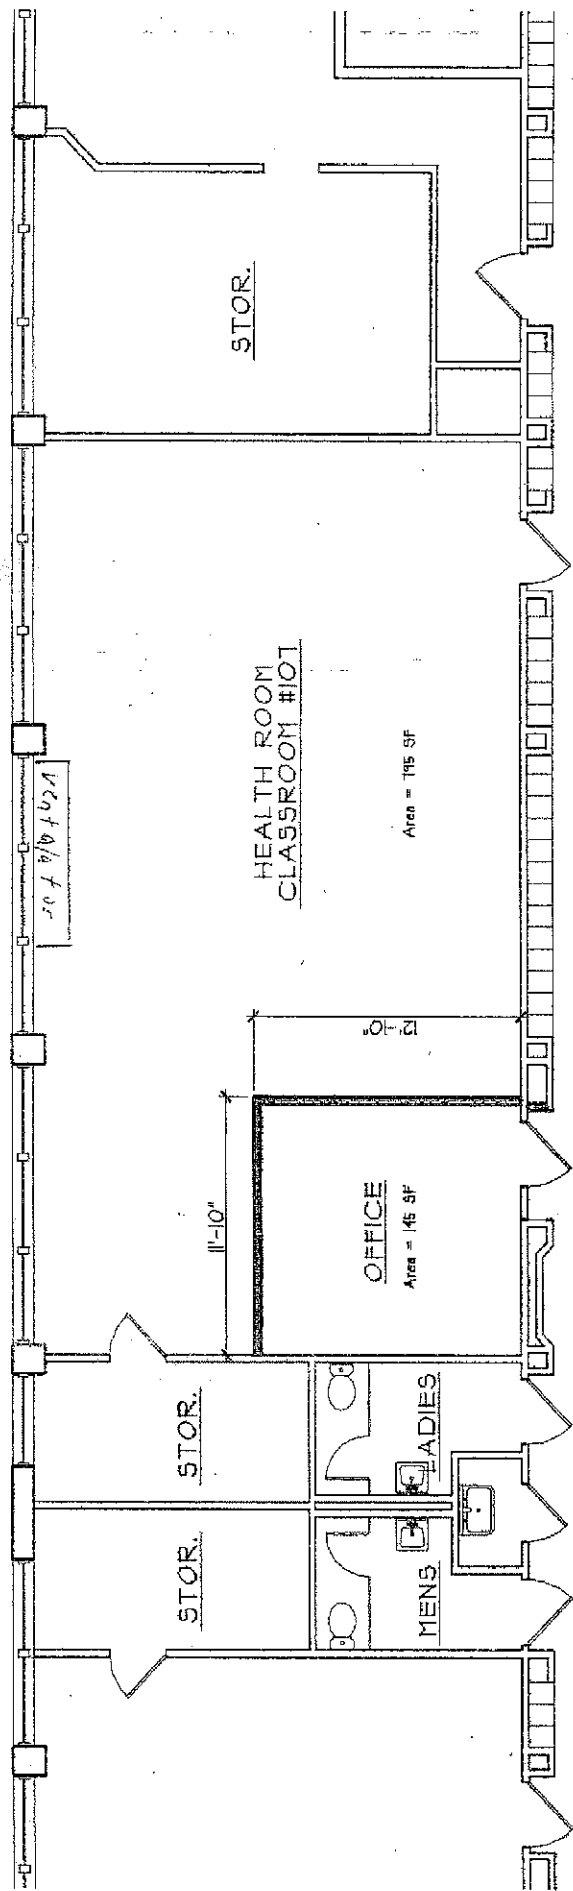 STOR.
HEALTH ROOM
CLASSROOM #107
Area = 795 SF
12'-10"
11'-10"
OFFICE
Area = 145 SF
STOR.
LADIES
STOR.
MENS